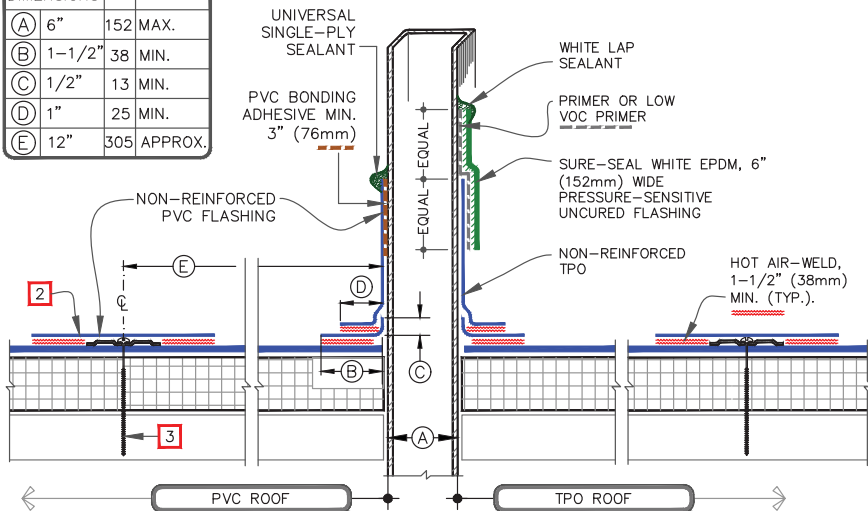 DIMENSIONS
A 6" 152 MAX.
B 1-1/2" 38 MIN.
C 1/2" 13 MIN.
D 1" 25 MIN.
E 12" 305 APPROX.
UNIVERSAL
SINGLE-PLY
SEALANT
PVC BONDING
ADHESIVE MIN.
3" (76mm)
NON-REINFORCED
PVC FLASHING
WHITE LAP
SEALANT
PRIMER OR LOW
VOC PRIMER
SURE-SEAL WHITE EPDM, 6"
(152mm) WIDE
PRESSURE-SENSITIVE
UNCURED FLASHING
NON-REINFORCED
TPO
HOT AIR-WELD,
1-1/2" (38mm)
MIN. (TYP.).
EQUAL
EQUAL
E
2
℄
D
B
C
3
A
PVC ROOF
TPO ROOF